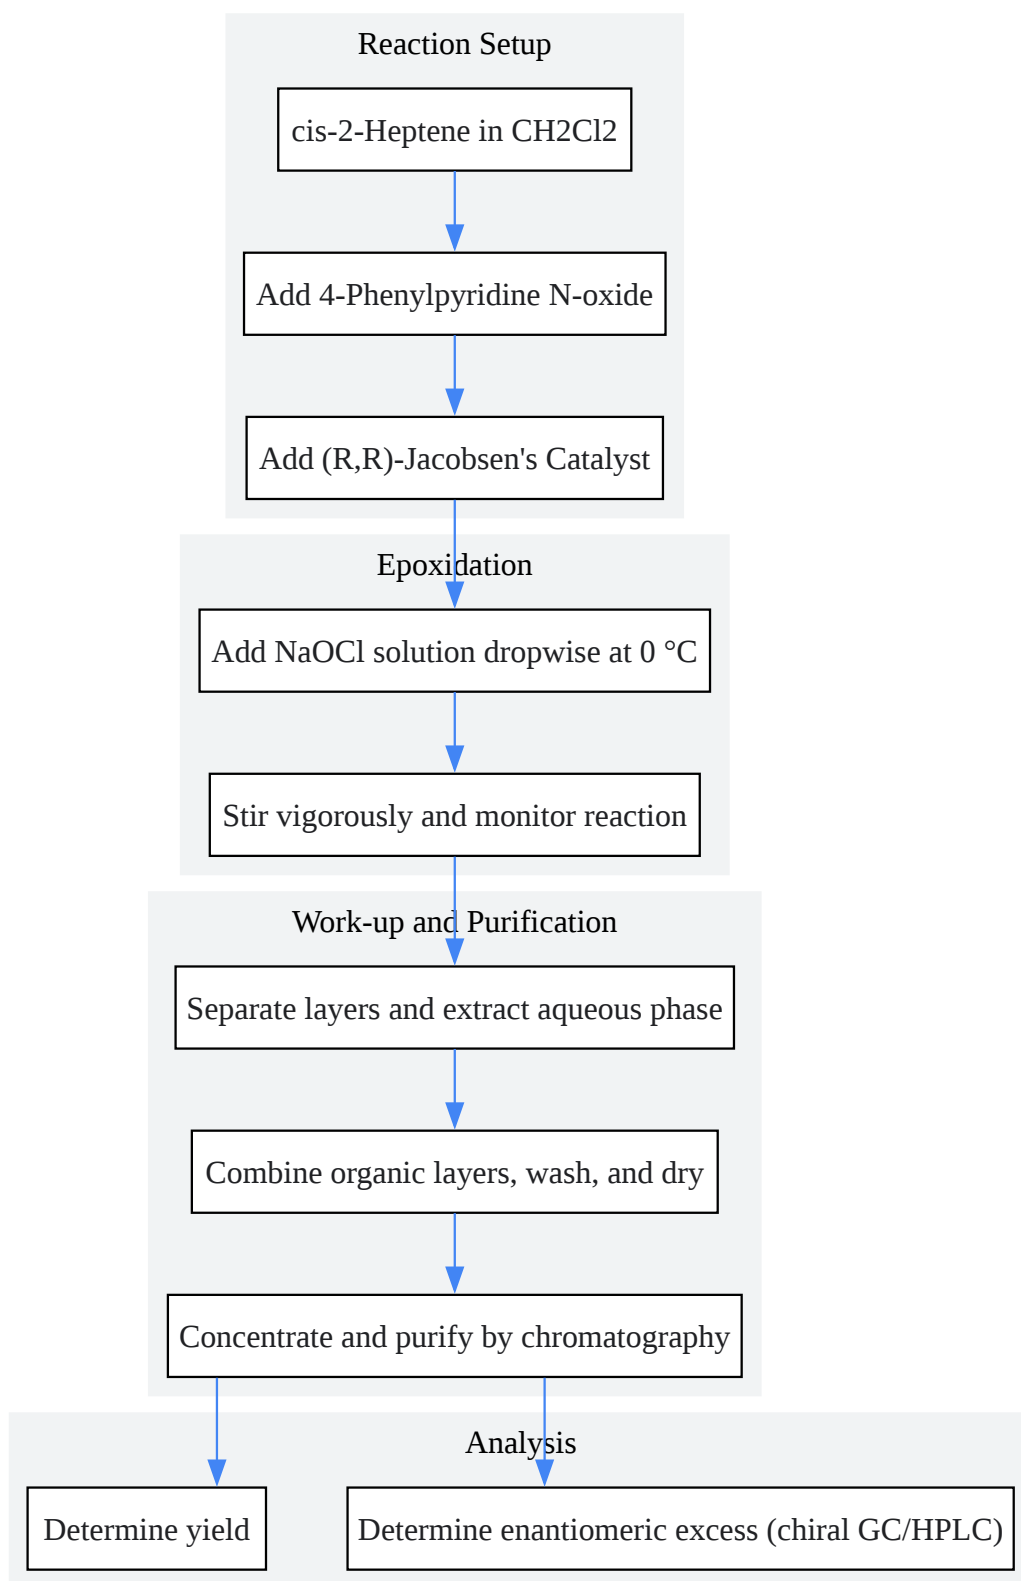 Reaction Setup
cis-2-Heptene in CH2Cl2
Add 4-Phenylpyridine N-oxide
Add (R,R)-Jacobsen's Catalyst
Epoxidation
Add NaOCl solution dropwise at 0 °C
Stir vigorously and monitor reaction
Work-up and Purification
Separate layers and extract aqueous phase
Combine organic layers, wash, and dry
Concentrate and purify by chromatography
Analysis
Determine yield
Determine enantiomeric excess (chiral GC/HPLC)